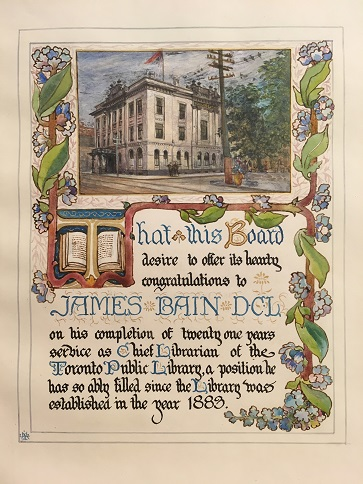 That this Board
desire to offer its hearty
congratulations to
JAMES BAIN DCL
on his completion of twenty one years
service as Chief Librarian of the
Toronto Public Library, a position he
has so ably filled since the Library was
established in the year 1883.